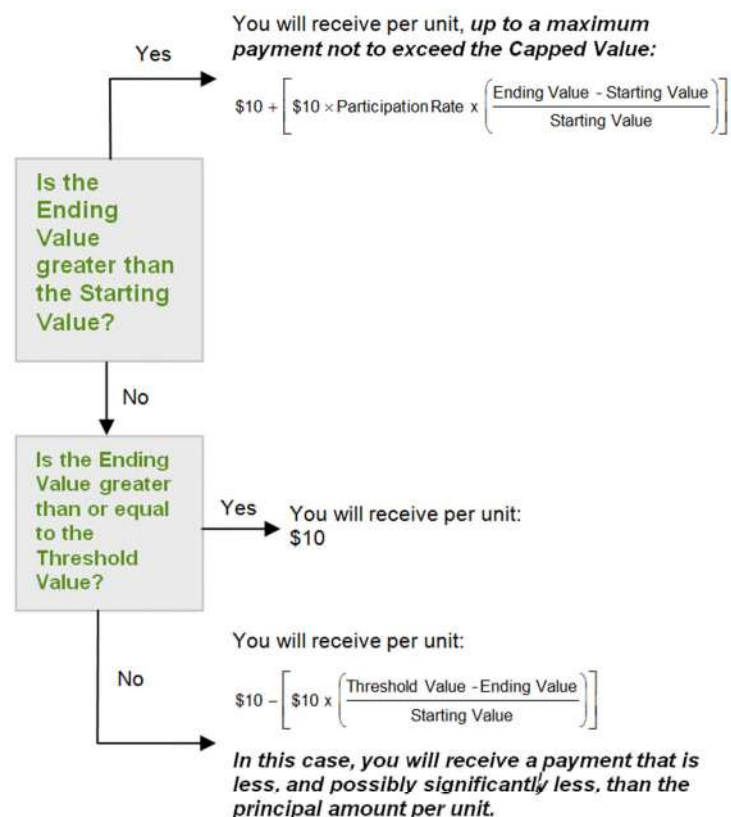 You will receive per unit, up to a maximum
payment not to exceed the Capped Value:
Yes
$10 + [ $10 × Participation Rate x ( Ending Value - Starting Value
Starting Value ) ]
Is the
Ending
Value
greater than
the Starting
Value?
No
Is the Ending
Value greater
than or equal
to the
Threshold
Value?
Yes
You will receive per unit:
$10
No
You will receive per unit:
$10 – [ $10 x ( Threshold Value - Ending Value
Starting Value ) ]
In this case, you will receive a payment that is
less, and possibly significantly less, than the
principal amount per unit.